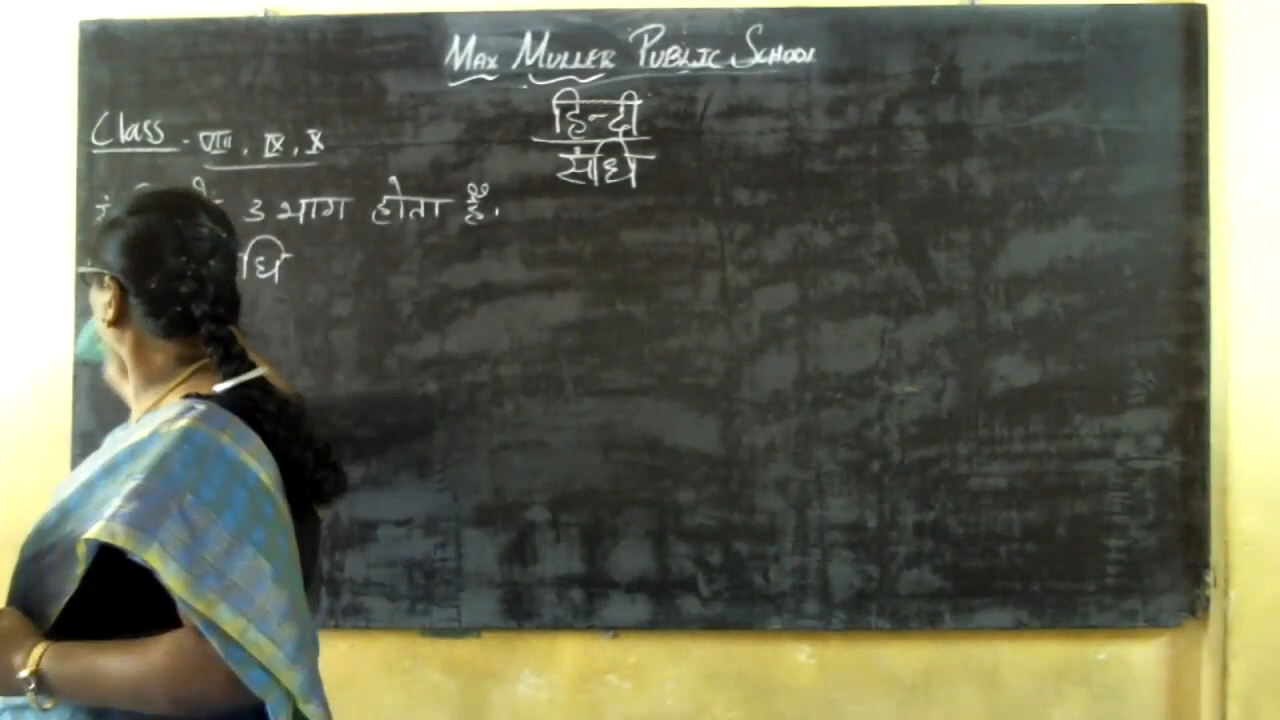 Max Muller Public School
हिन्दी
संधि
Class - VIII, IX, X
3 भाग होता है.
धि